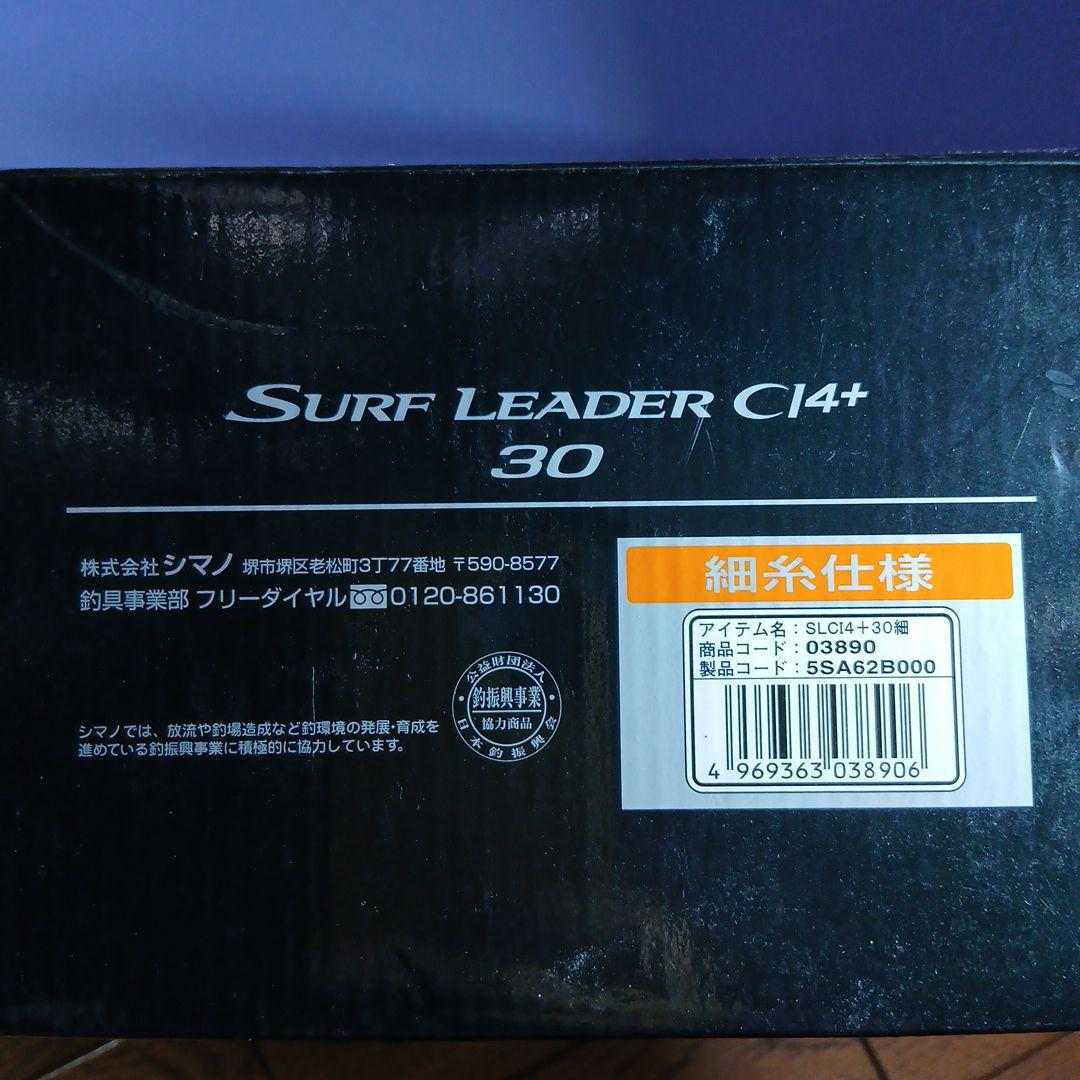 SURF LEADER CI4+
30
株式会社 シマノ 堺市堺区老松町3丁77番地 〒590-8577
釣具事業部 フリーダイヤル 0120-861130
シマノでは、放流や釣場造成など釣環境の発展・育成を
進めている釣振興事業に積極的に協力しています。
・公益財団法人・
釣振興事業
協力商品
日本釣振興会
細糸仕様
アイテム名：SLCI4＋30細
商品コード：03890
製品コード：5SA62B000
4 969363 038906